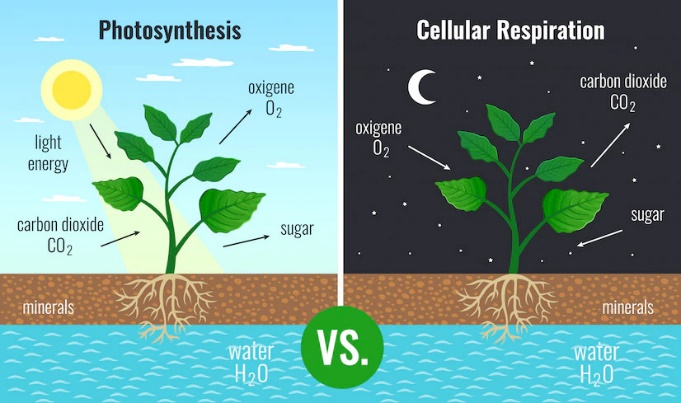 Photosynthesis
light
energy
oxigene
O₂
carbon dioxide
CO₂
sugar
minerals
water
H₂O
VS.
Cellular Respiration
oxigene
O₂
carbon dioxide
CO₂
sugar
minerals
water
H₂O